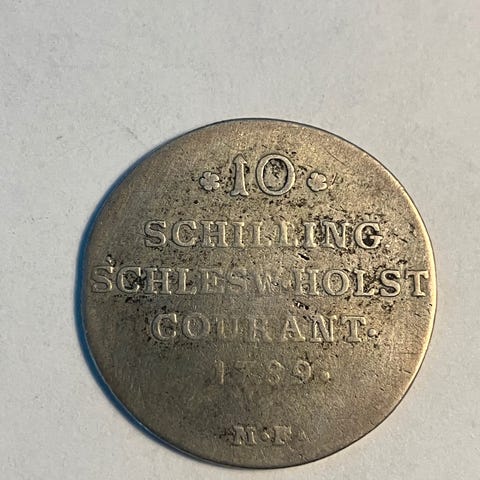 10
SCHILLING
SCHLESW·HOLST
COURANT·
1789.
M·F·